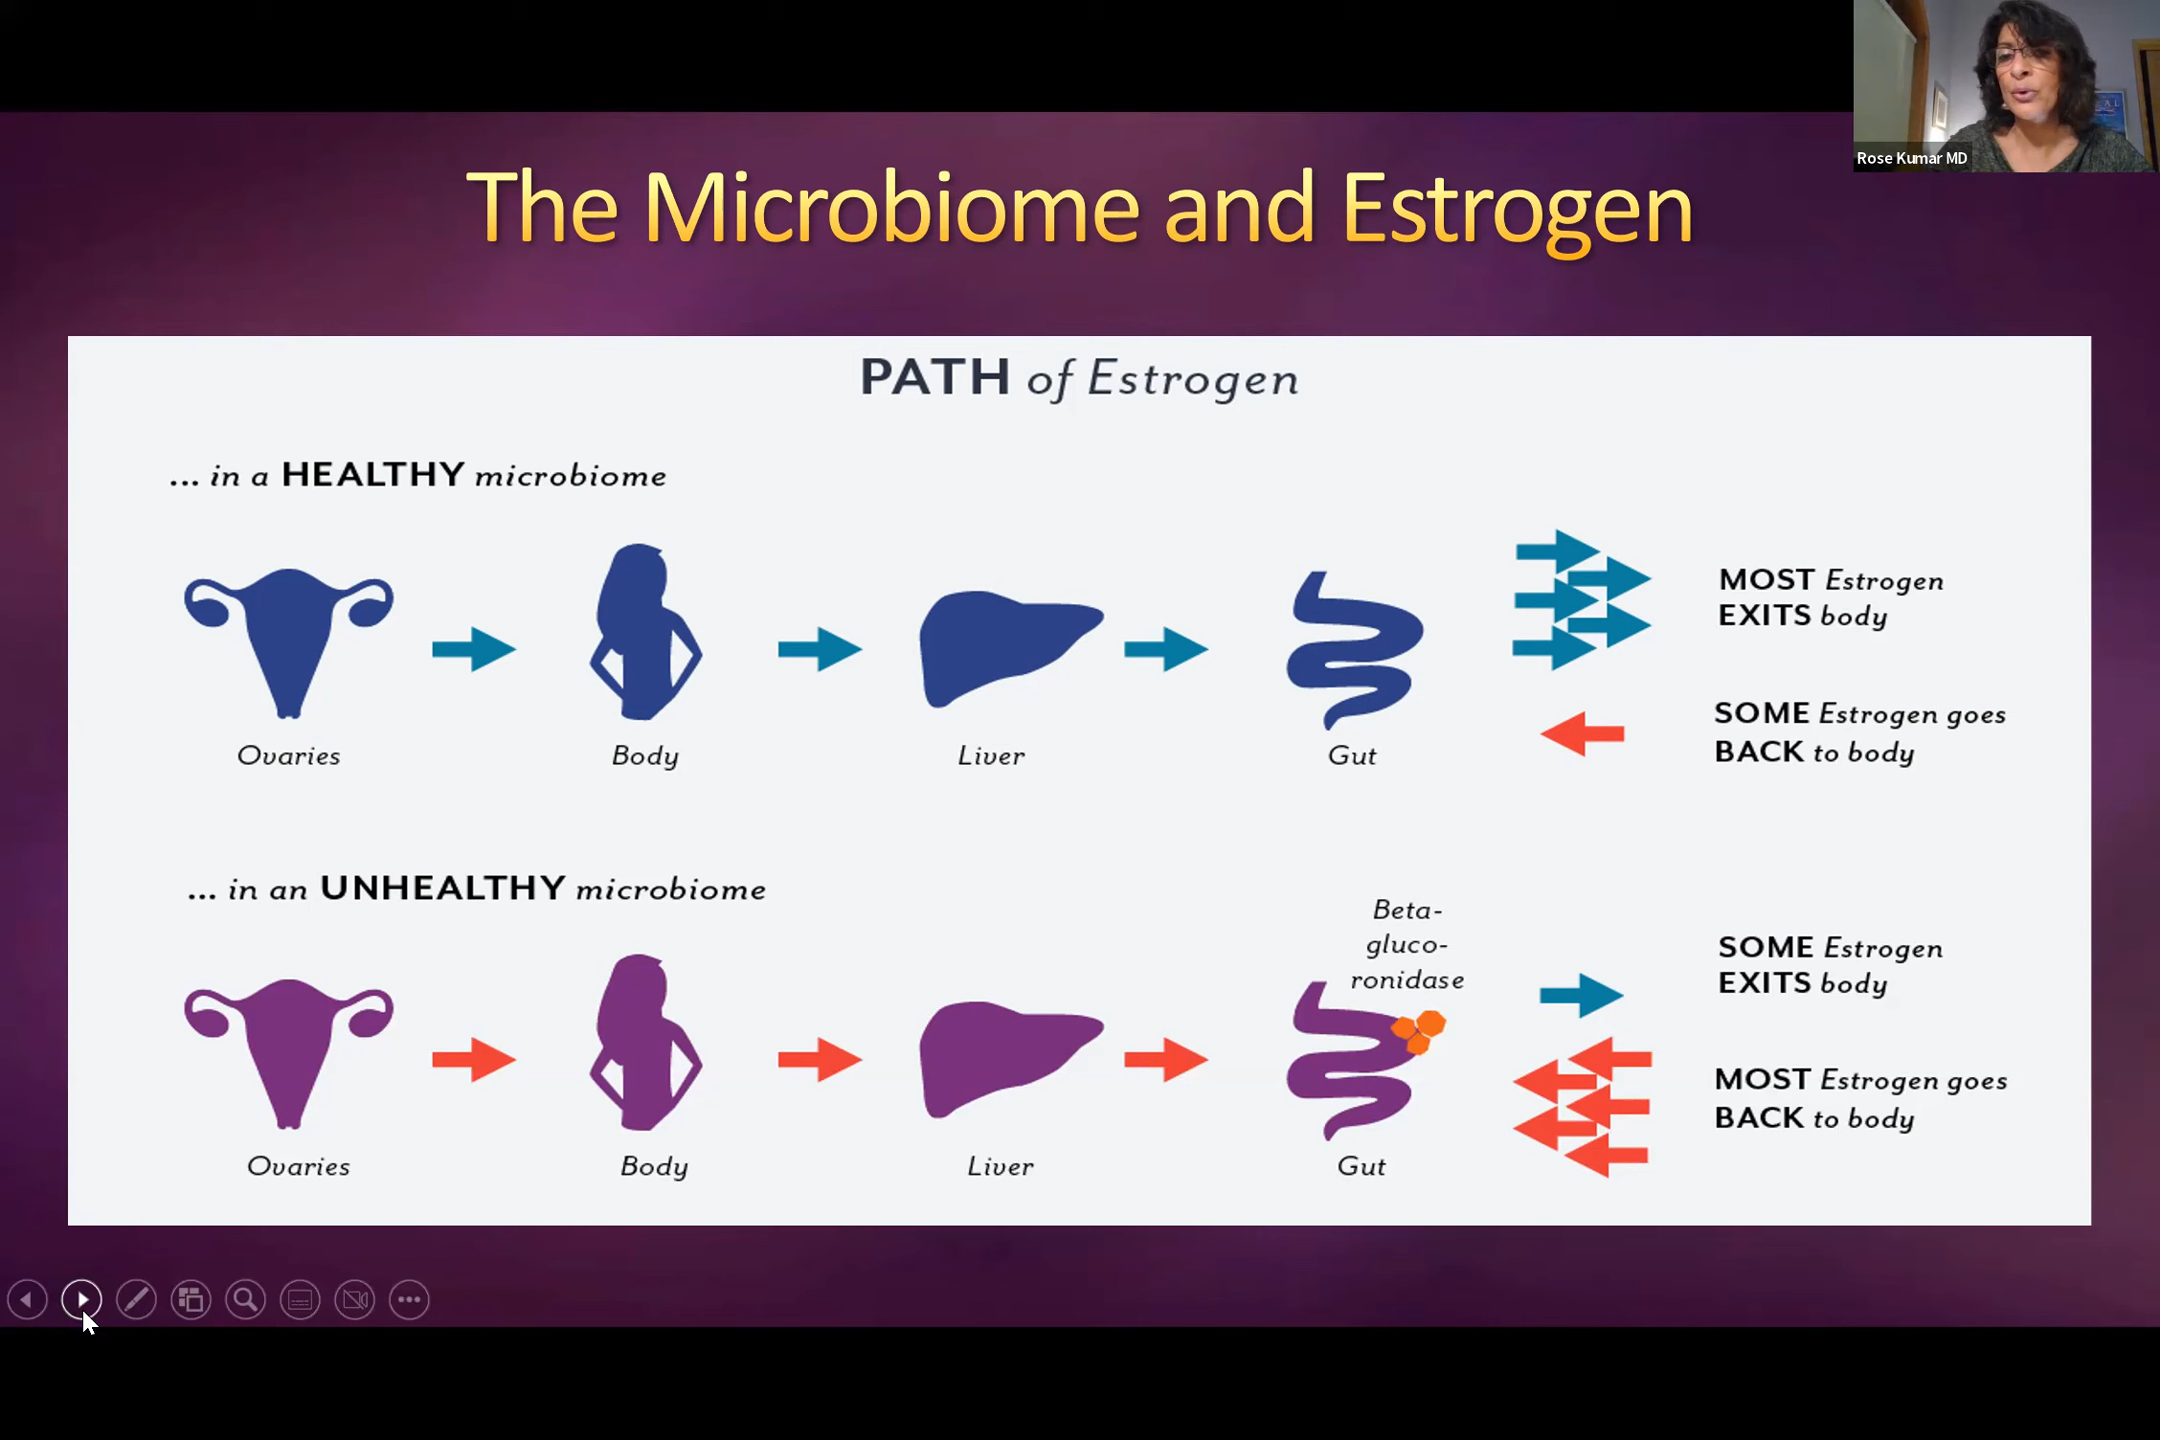 Rose Kumar MD
The Microbiome and Estrogen
PATH of Estrogen
... in a HEALTHY microbiome
MOST Estrogen
EXITS body
SOME Estrogen goes
BACK to body
Ovaries
Body
Liver
Gut
... in an UNHEALTHY microbiome
Beta-
gluco-
ronidase
SOME Estrogen
EXITS body
MOST Estrogen goes
BACK to body
Ovaries
Body
Liver
Gut